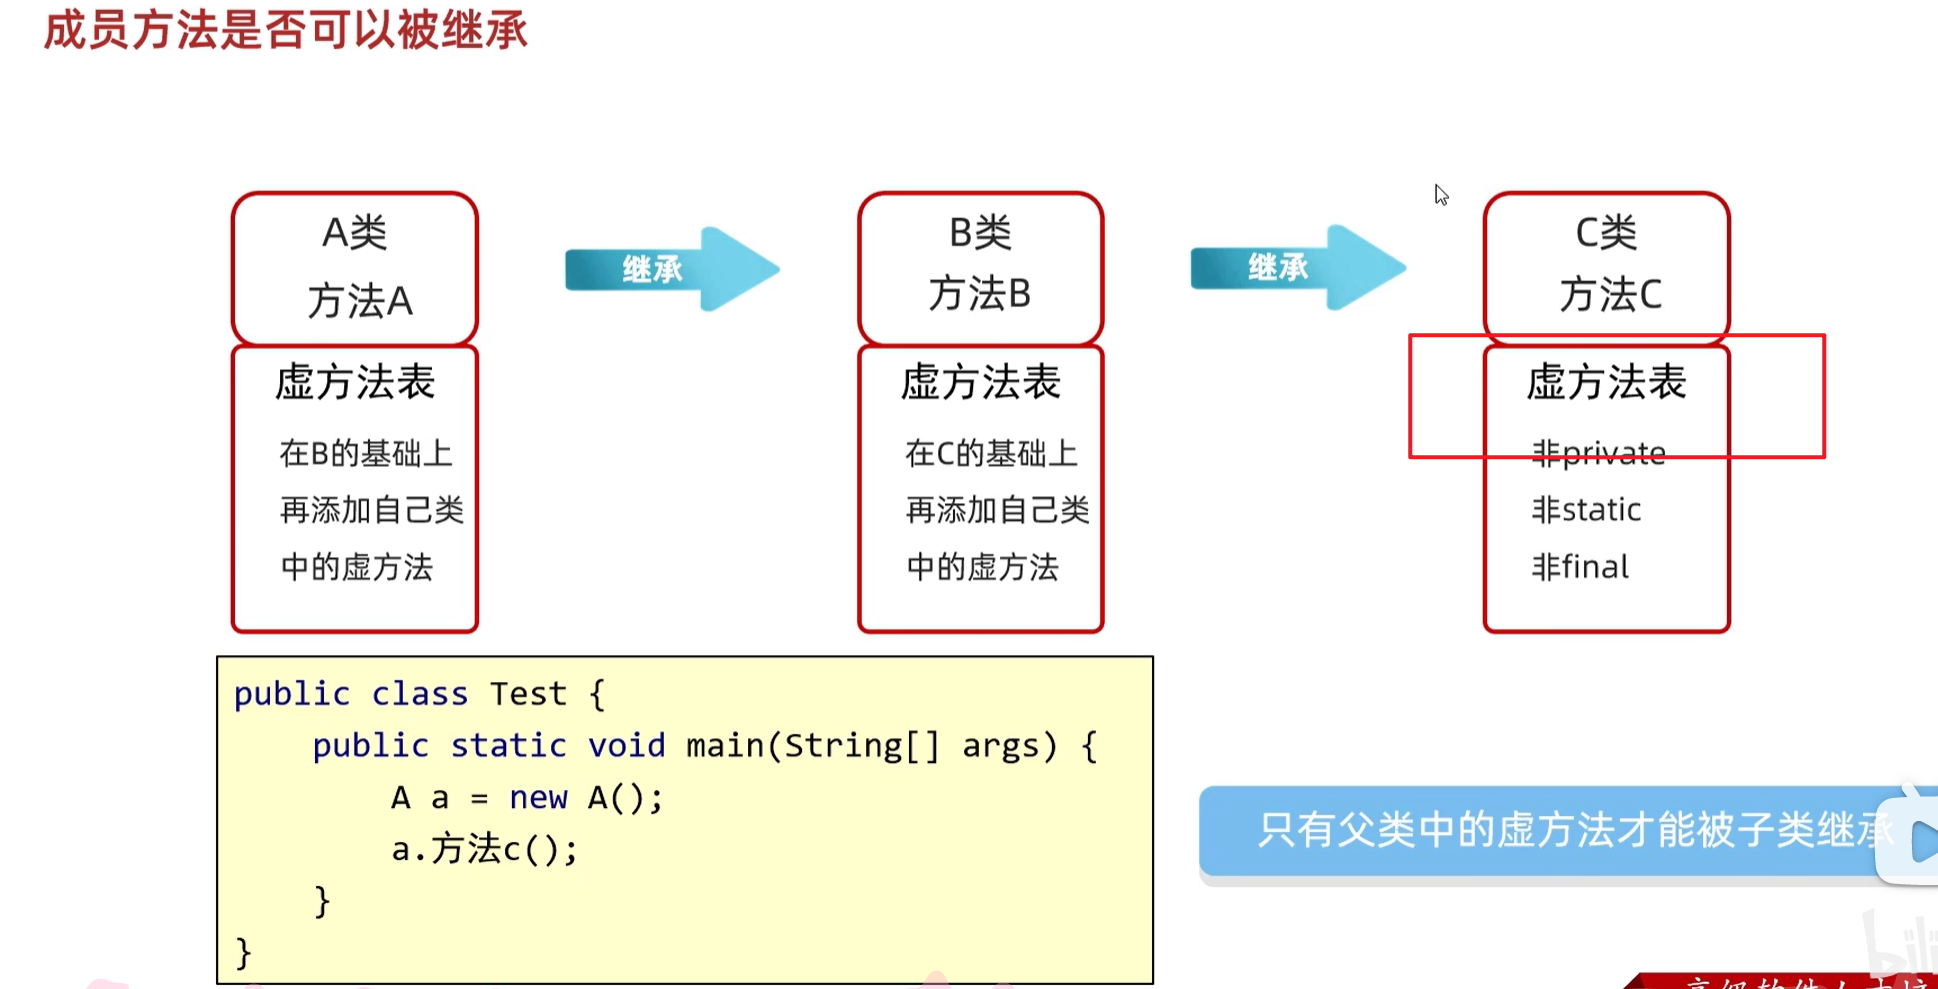 成员方法是否可以被继承
A类
方法A
继承
B类
方法B
继承
C类
方法C
虚方法表
在B的基础上
再添加自己类
中的虚方法
虚方法表
在C的基础上
再添加自己类
中的虚方法
虚方法表
非private
非static
非final
public class Test {
    public static void main(String[] args) {
        A a = new A();
        a.方法c();
    }
}
只有父类中的虚方法才能被子类继承